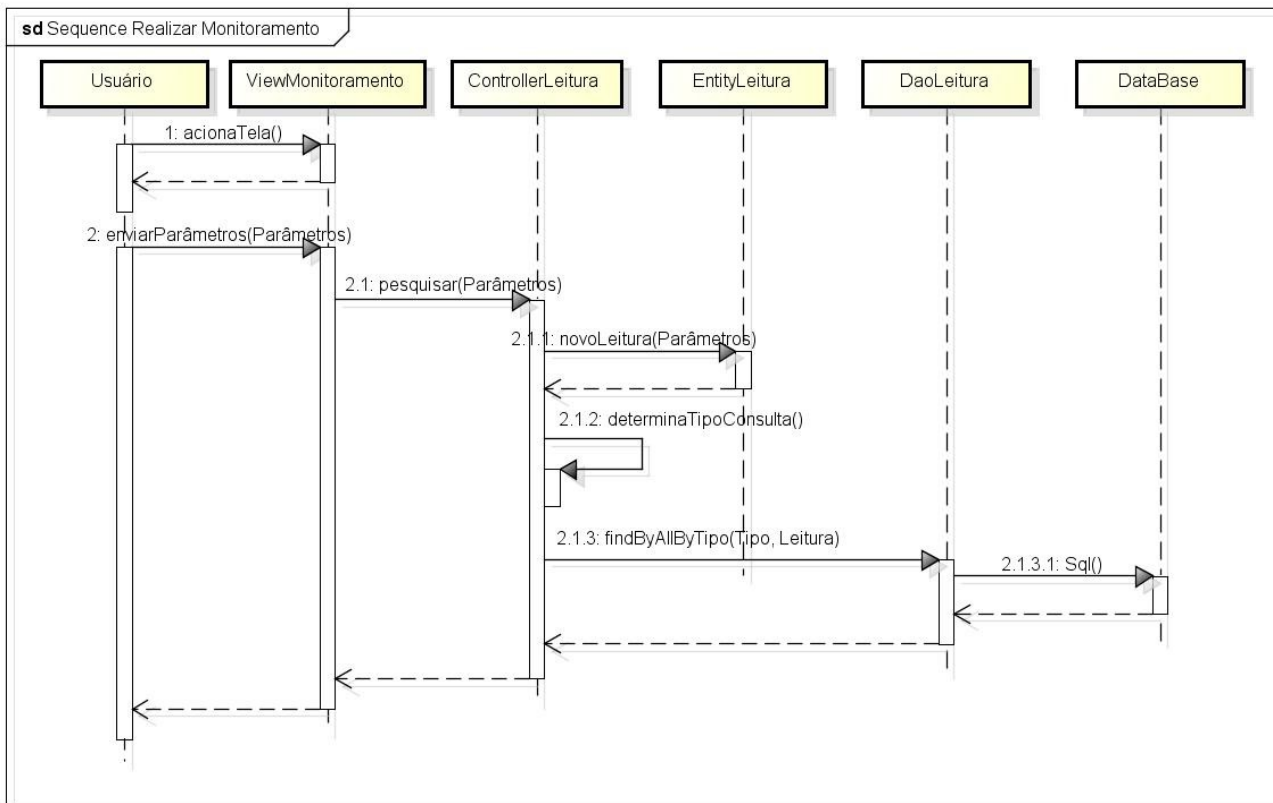 sd Sequence Realizar Monitoramento
Usuário
ViewMonitoramento
ControllerLeitura
EntityLeitura
DaoLeitura
DataBase
1: acionaTela()
2: enviarParâmetros(Parâmetros)
2.1: pesquisar(Parâmetros)
2.1.1: novoLeitura(Parâmetros)
2.1.2: determinaTipoConsulta()
2.1.3: findByAllByTipo(Tipo, Leitura)
2.1.3.1: Sql()